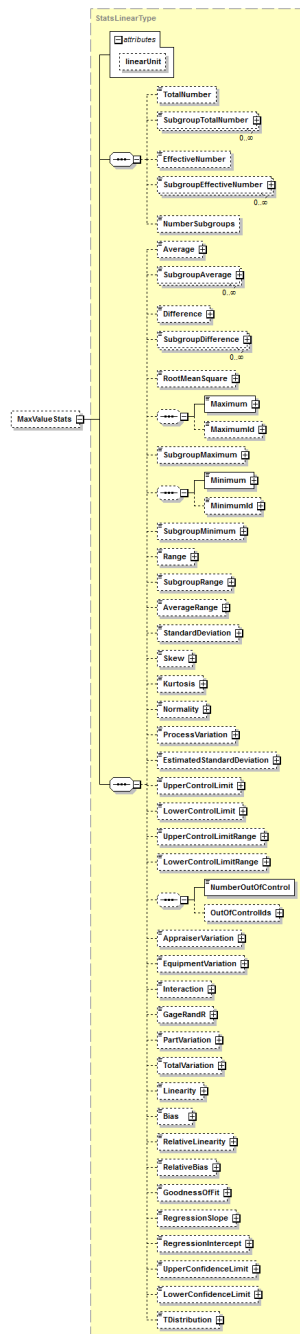 StatsLinearType
attributes
linearUnit
TotalNumber
SubgroupTotalNumber
0..∞
EffectiveNumber
SubgroupEffectiveNumber
0..∞
NumberSubgroups
Average
SubgroupAverage
0..∞
Difference
SubgroupDifference
0..∞
RootMeanSquare
Maximum
MaxValueStats
MaximumId
SubgroupMaximum
Minimum
MinimumId
SubgroupMinimum
Range
SubgroupRange
AverageRange
StandardDeviation
Skew
Kurtosis
Normality
ProcessVariation
EstimatedStandardDeviation
UpperControlLimit
LowerControlLimit
UpperControlLimitRange
LowerControlLimitRange
NumberOutOfControl
OutOfControlIds
AppraiserVariation
EquipmentVariation
Interaction
GageRandR
PartVariation
TotalVariation
Linearity
Bias
RelativeLinearity
RelativeBias
GoodnessOfFit
RegressionSlope
RegressionIntercept
UpperConfidenceLimit
LowerConfidenceLimit
TDistribution